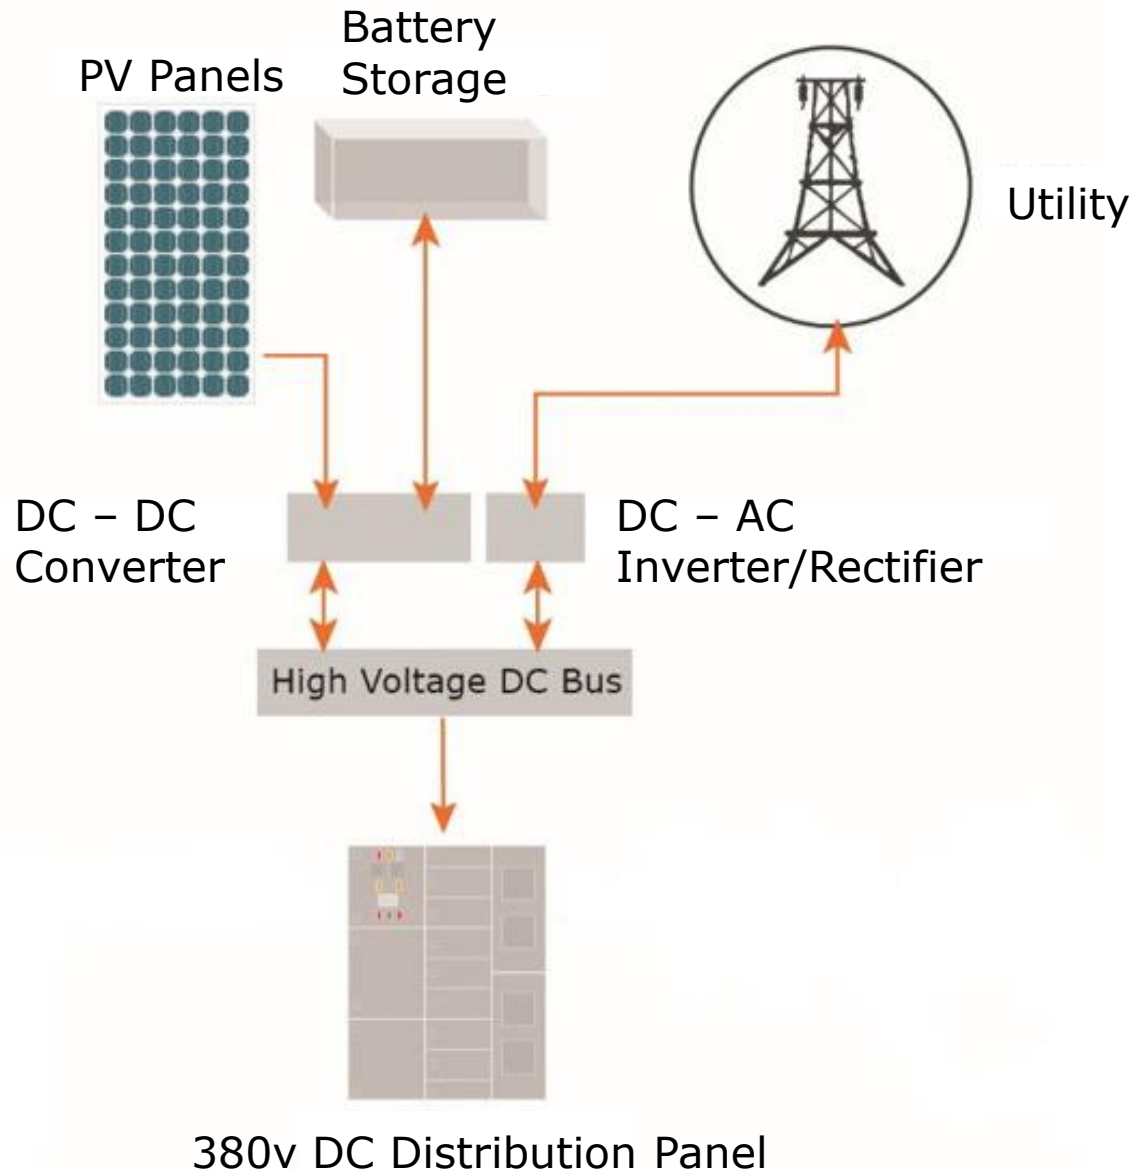 Battery
Storage
PV Panels
Utility
DC – DC
Converter
DC – AC
Inverter/Rectifier
High Voltage DC Bus
380v DC Distribution Panel